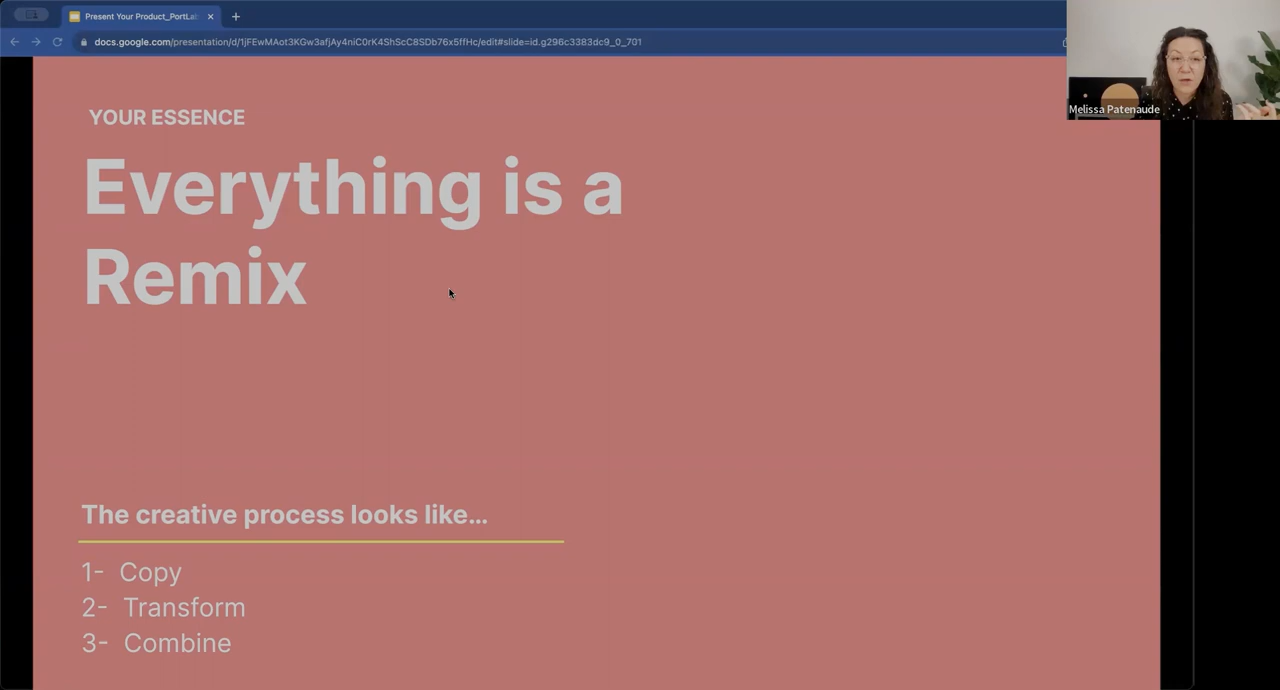 Present Your Product_PortLa
docs.google.com/presentation/d/1jFEwMAot3KGw3afjAy4niC0rK4ShScC8SDb76x5ffHc/edit#slide=id.g296c3383dc9_0_701
Melissa Patenaude
YOUR ESSENCE
Everything is a
Remix
The creative process looks like...
1- Copy
2- Transform
3- Combine